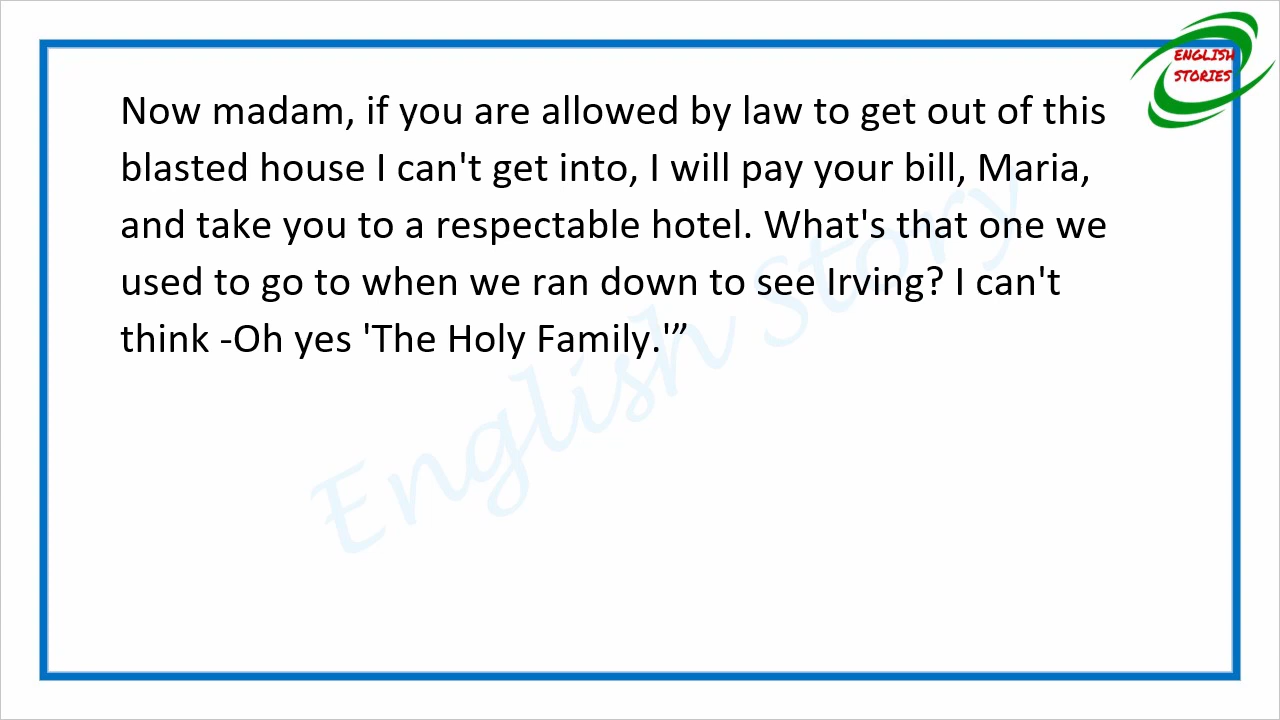 ENGLISH
STORIES
Now madam, if you are allowed by law to get out of this
blasted house I can't get into, I will pay your bill, Maria,
and take you to a respectable hotel. What's that one we
used to go to when we ran down to see Irving? I can't
think -Oh yes 'The Holy Family.'”
English Story